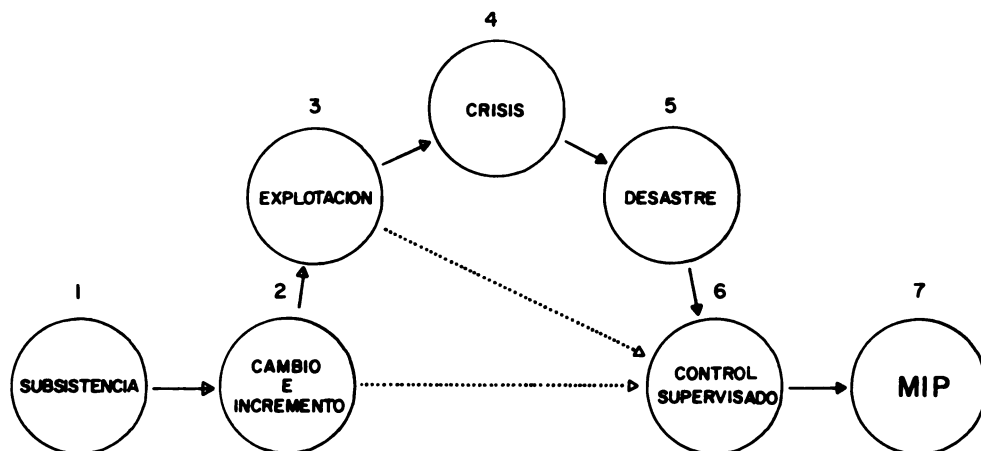 4
CRISIS
3
EXPLOTACION
5
DESASTRE
1
SUBSISTENCIA
2
CAMBIO
E
INCREMENTO
6
CONTROL
SUPERVISADO
7
MIP